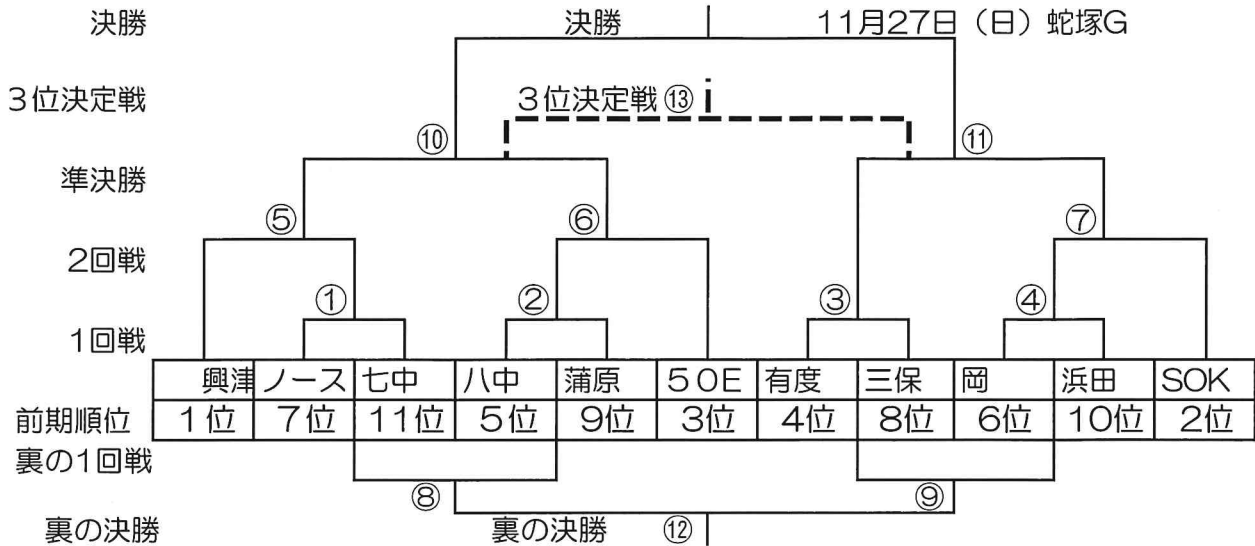 決勝 決勝 11月27日（日）蛇塚G
3位決定戦 3位決定戦⑬
⑩ ⑪
準決勝
⑤ ⑥ ⑦
2回戦
① ② ③ ④
1回戦
興津 ノース 七中 八中 蒲原 50E 有度 三保 岡 浜田 SOK
前期順位 1位 7位 11位 5位 9位 3位 4位 8位 6位 10位 2位
裏の1回戦
⑧ ⑨
裏の決勝 裏の決勝 ⑫